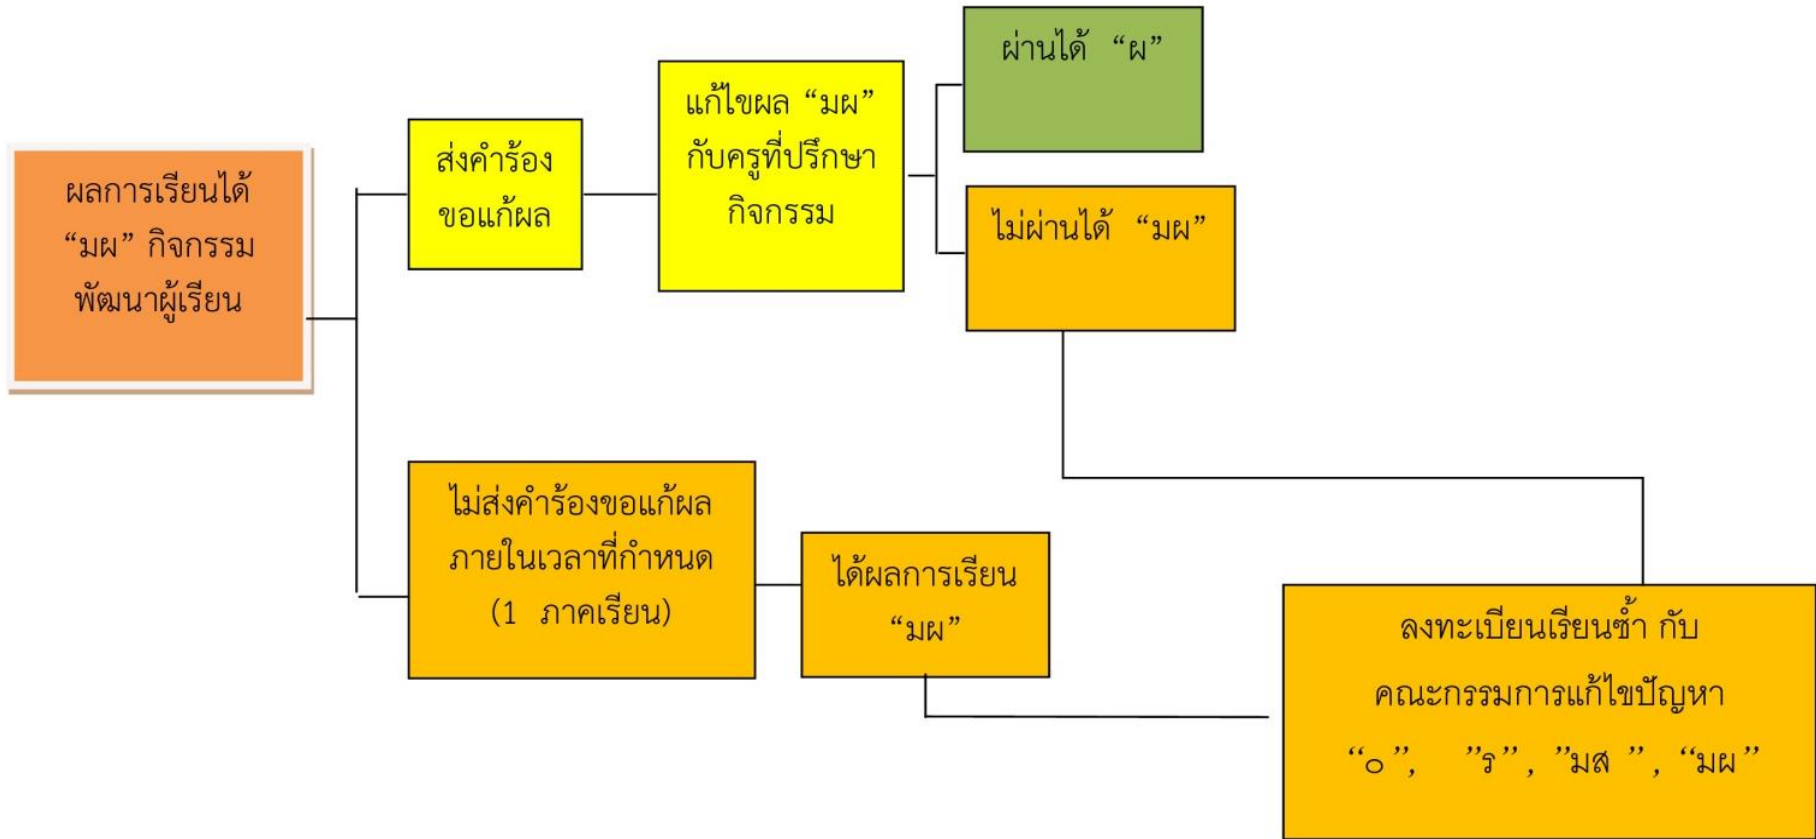 ผลการเรียนได้
“มผ” กิจกรรม
พัฒนาผู้เรียน
ส่งคำร้อง
ขอแก้ผล
แก้ไขผล “มผ”
กับครูที่ปรึกษา
กิจกรรม
ผ่านได้ “ผ”
ไม่ผ่านได้ “มผ”
ไม่ส่งคำร้องขอแก้ผล
ภายในเวลาที่กำหนด
(1 ภาคเรียน)
ได้ผลการเรียน
“มผ”
ลงทะเบียนเรียนซ้ำ กับ
คณะกรรมการแก้ไขปัญหา
“๐”, ”ร”, ”มส ”, “มผ”